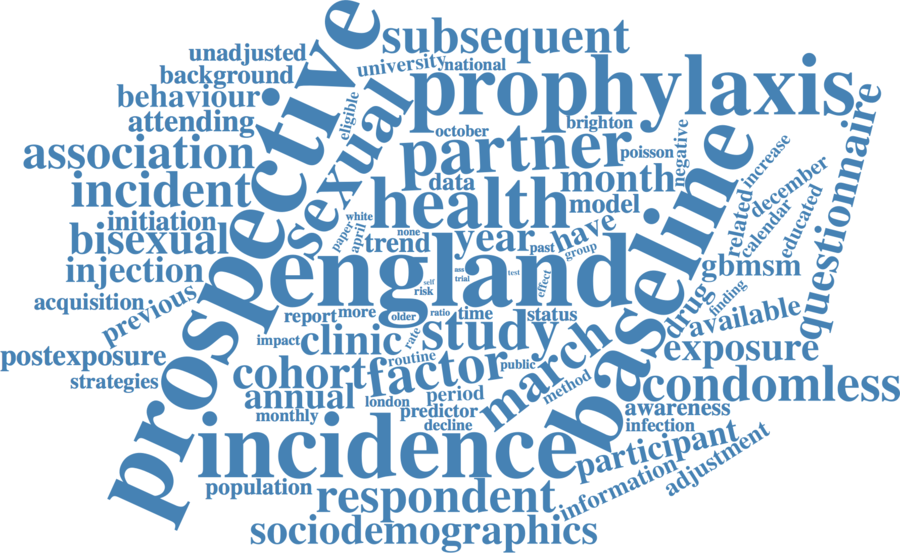 subsequent
unadjusted
university
national
background
prophylaxis
behaviour
prospective
eligible
sexual
attending
october
brighton
questionnaire
association
partner
poisson
negative
baseline
increase
incident
data
month
december
health
model
related
calendar
educated
initiation
white
paper
april
none
bisexual
trend
year
past
have
group
injection
england
self
risk
ann
trial
test
effect
gbmsm
drug
finding
acquisition
previous
report
more
older
ratio
time
status
available
impact
clinic
rate
study
march
exposure
postexposure
routine
public
strategies
cohort
factor
method
condomless
annual
london
period
monthly
predictor
decline
awareness
infection
incidence
participant
population
respondent
information
adjustment
sociodemographics